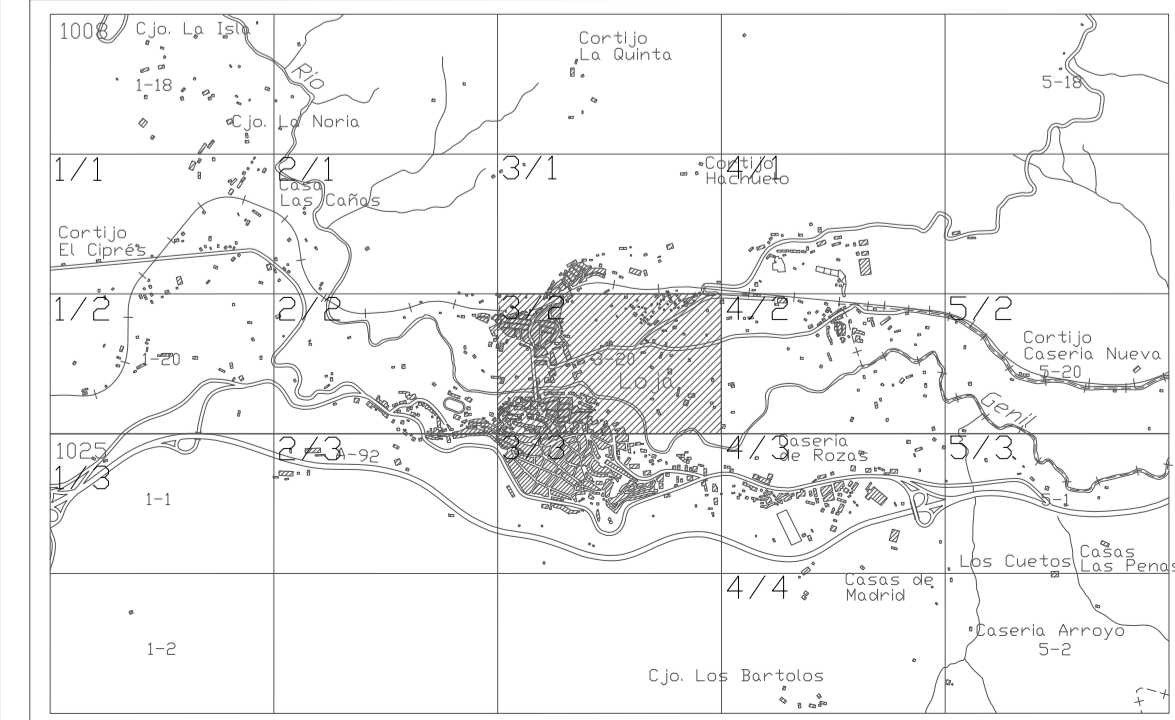 1008
Cjo. La Isla
Cortijo
La Quinta
Río
1-18
5-18
Cjo. La Noria
1/1
2/1
3/1
4/1
Cortijo
Hachuelo
Casa
Las Cañas
Cortijo
El Ciprés
1/2
2/2
3/2
4/2
5/2
Cortijo
Caseria Nueva
1-20
3-20
5-20
Loja
Genil
1025
1/3
2/3
A-92
3/3
4/3
Caseria
de Rozas
5/3
1-1
5-1
Los Cuetos
Casas
Las Penas
4/4
Casas de
Madrid
Caseria Arroyo
1-2
5-2
Cjo. Los Bartolos